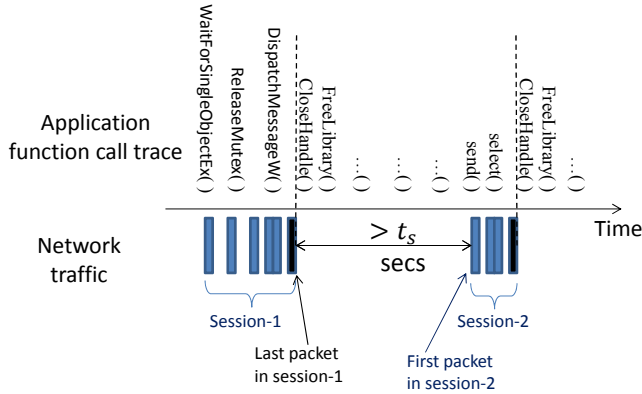 WaitForSingleObjectEx()
ReleaseMutex()
DispatchMessageW()
CloseHandle()
FreeLibrary()
…()
…()
…()
send()
select()
CloseHandle()
FreeLibrary()
…()
Application
function call trace
Time
Network
traffic
> t_s
secs
Session-1
Session-2
Last packet
in session-1
First packet
in session-2